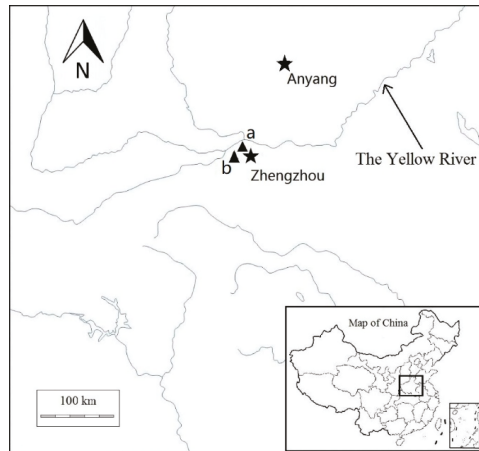 N
Anyang
a
The Yellow River
b
Zhengzhou
Map of China
100 km